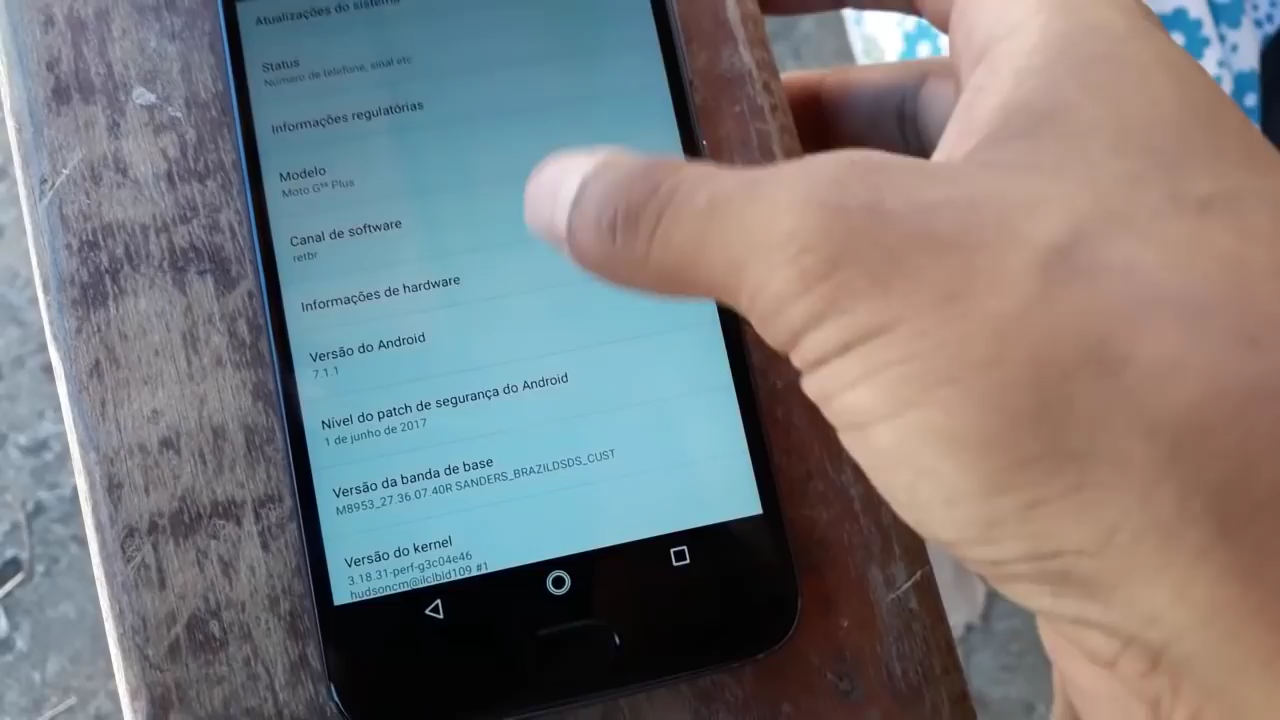 Atualizações do sistema
Status
Número de telefone, sinal etc
Informações regulatórias
Modelo
Moto G⁵ˢ Plus
Canal de software
retbr
Informações de hardware
Versão do Android
7.1.1
Nível do patch de segurança do Android
1 de junho de 2017
Versão da banda de base
M8953_27.36.07.40R SANDERS_BRAZILDSDS_CUST
Versão do kernel
3.18.31-perf-g3c04e46
hudsoncm@ilclbld109 #1